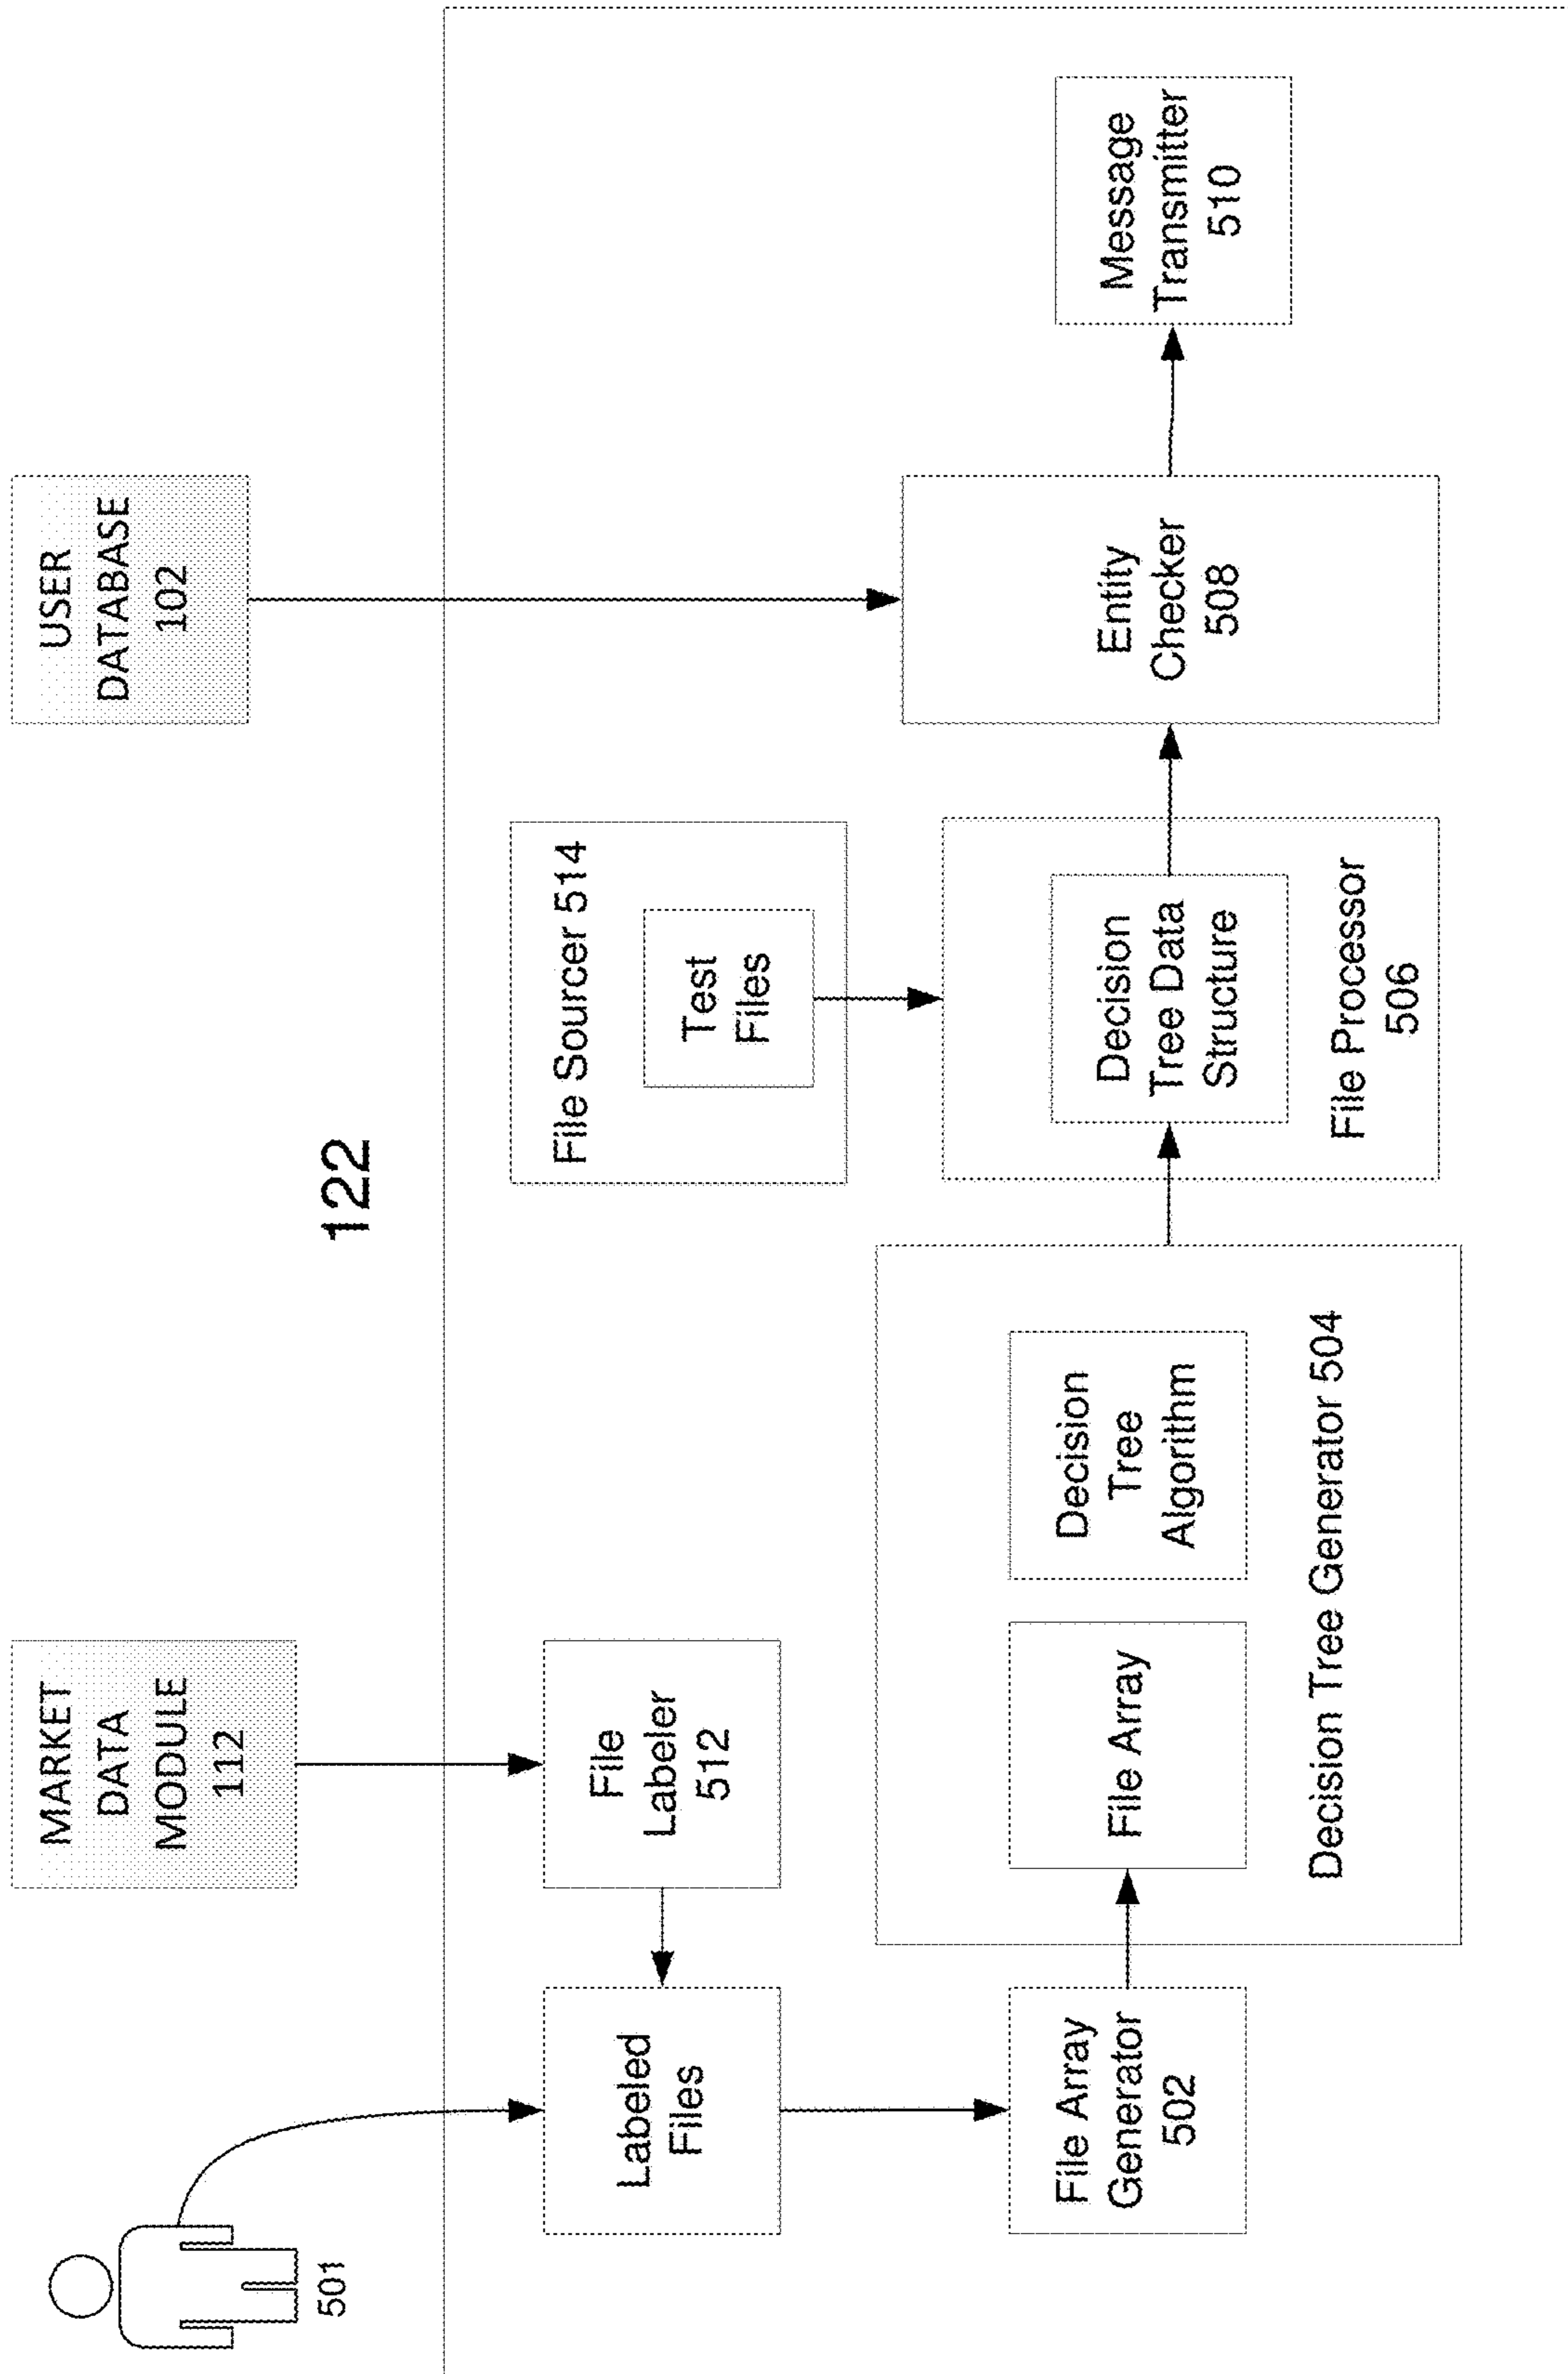 122
501
MARKET
DATA
MODULE
112
USER
DATABASE
102
Labeled
Files
File
Labeler
512
File Sourcer 514
Test
Files
File Array
Generator
502
File Array
Decision
Tree
Algorithm
Decision Tree Generator 504
Decision
Tree Data
Structure
File Processor
506
Entity
Checker
508
Message
Transmitter
510